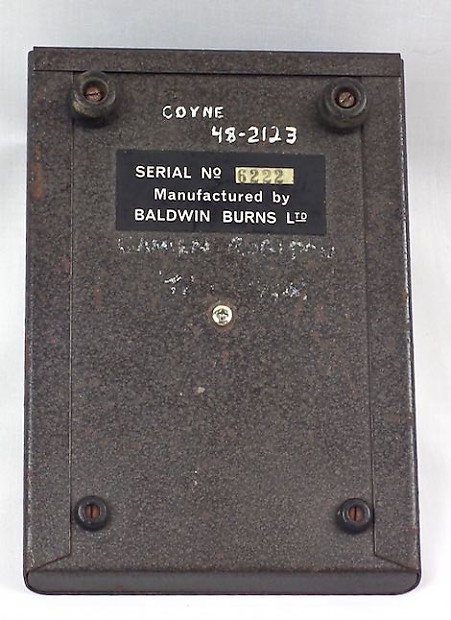 COYNE
48-2123
SERIAL Nº 6222
Manufactured by
BALDWIN BURNS LTD